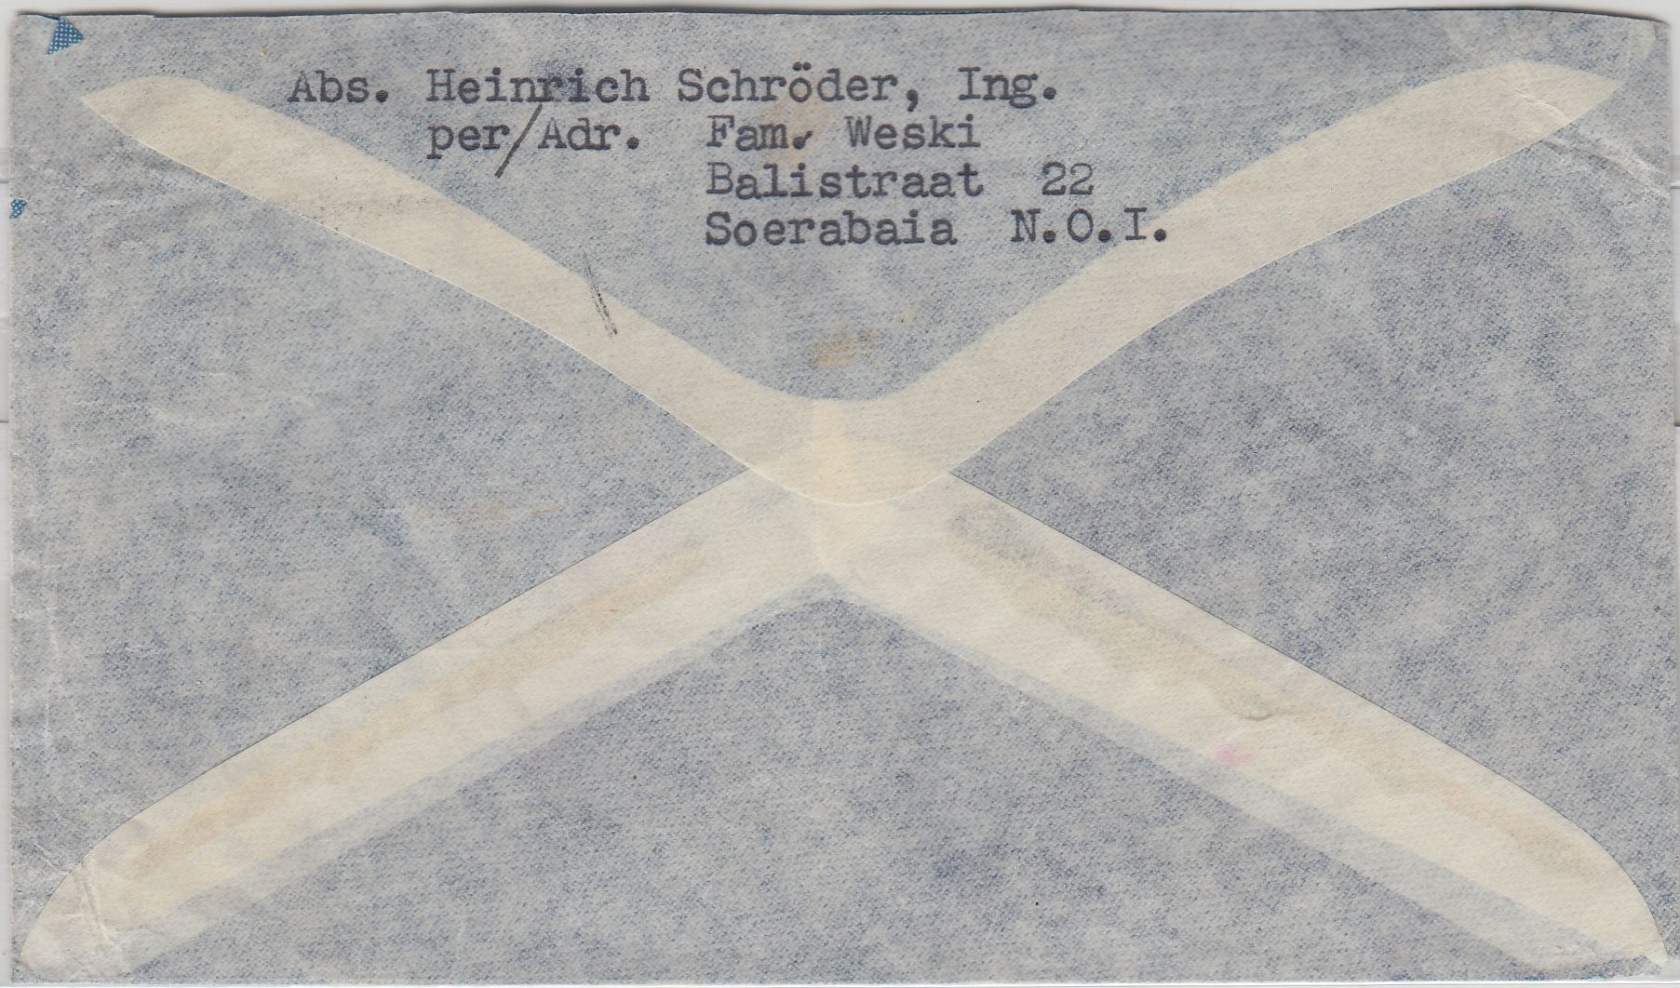 Abs. Heinrich Schröder, Ing.
per/Adr. Fam. Weski
Balistraat 22
Soerabaia N.O.I.